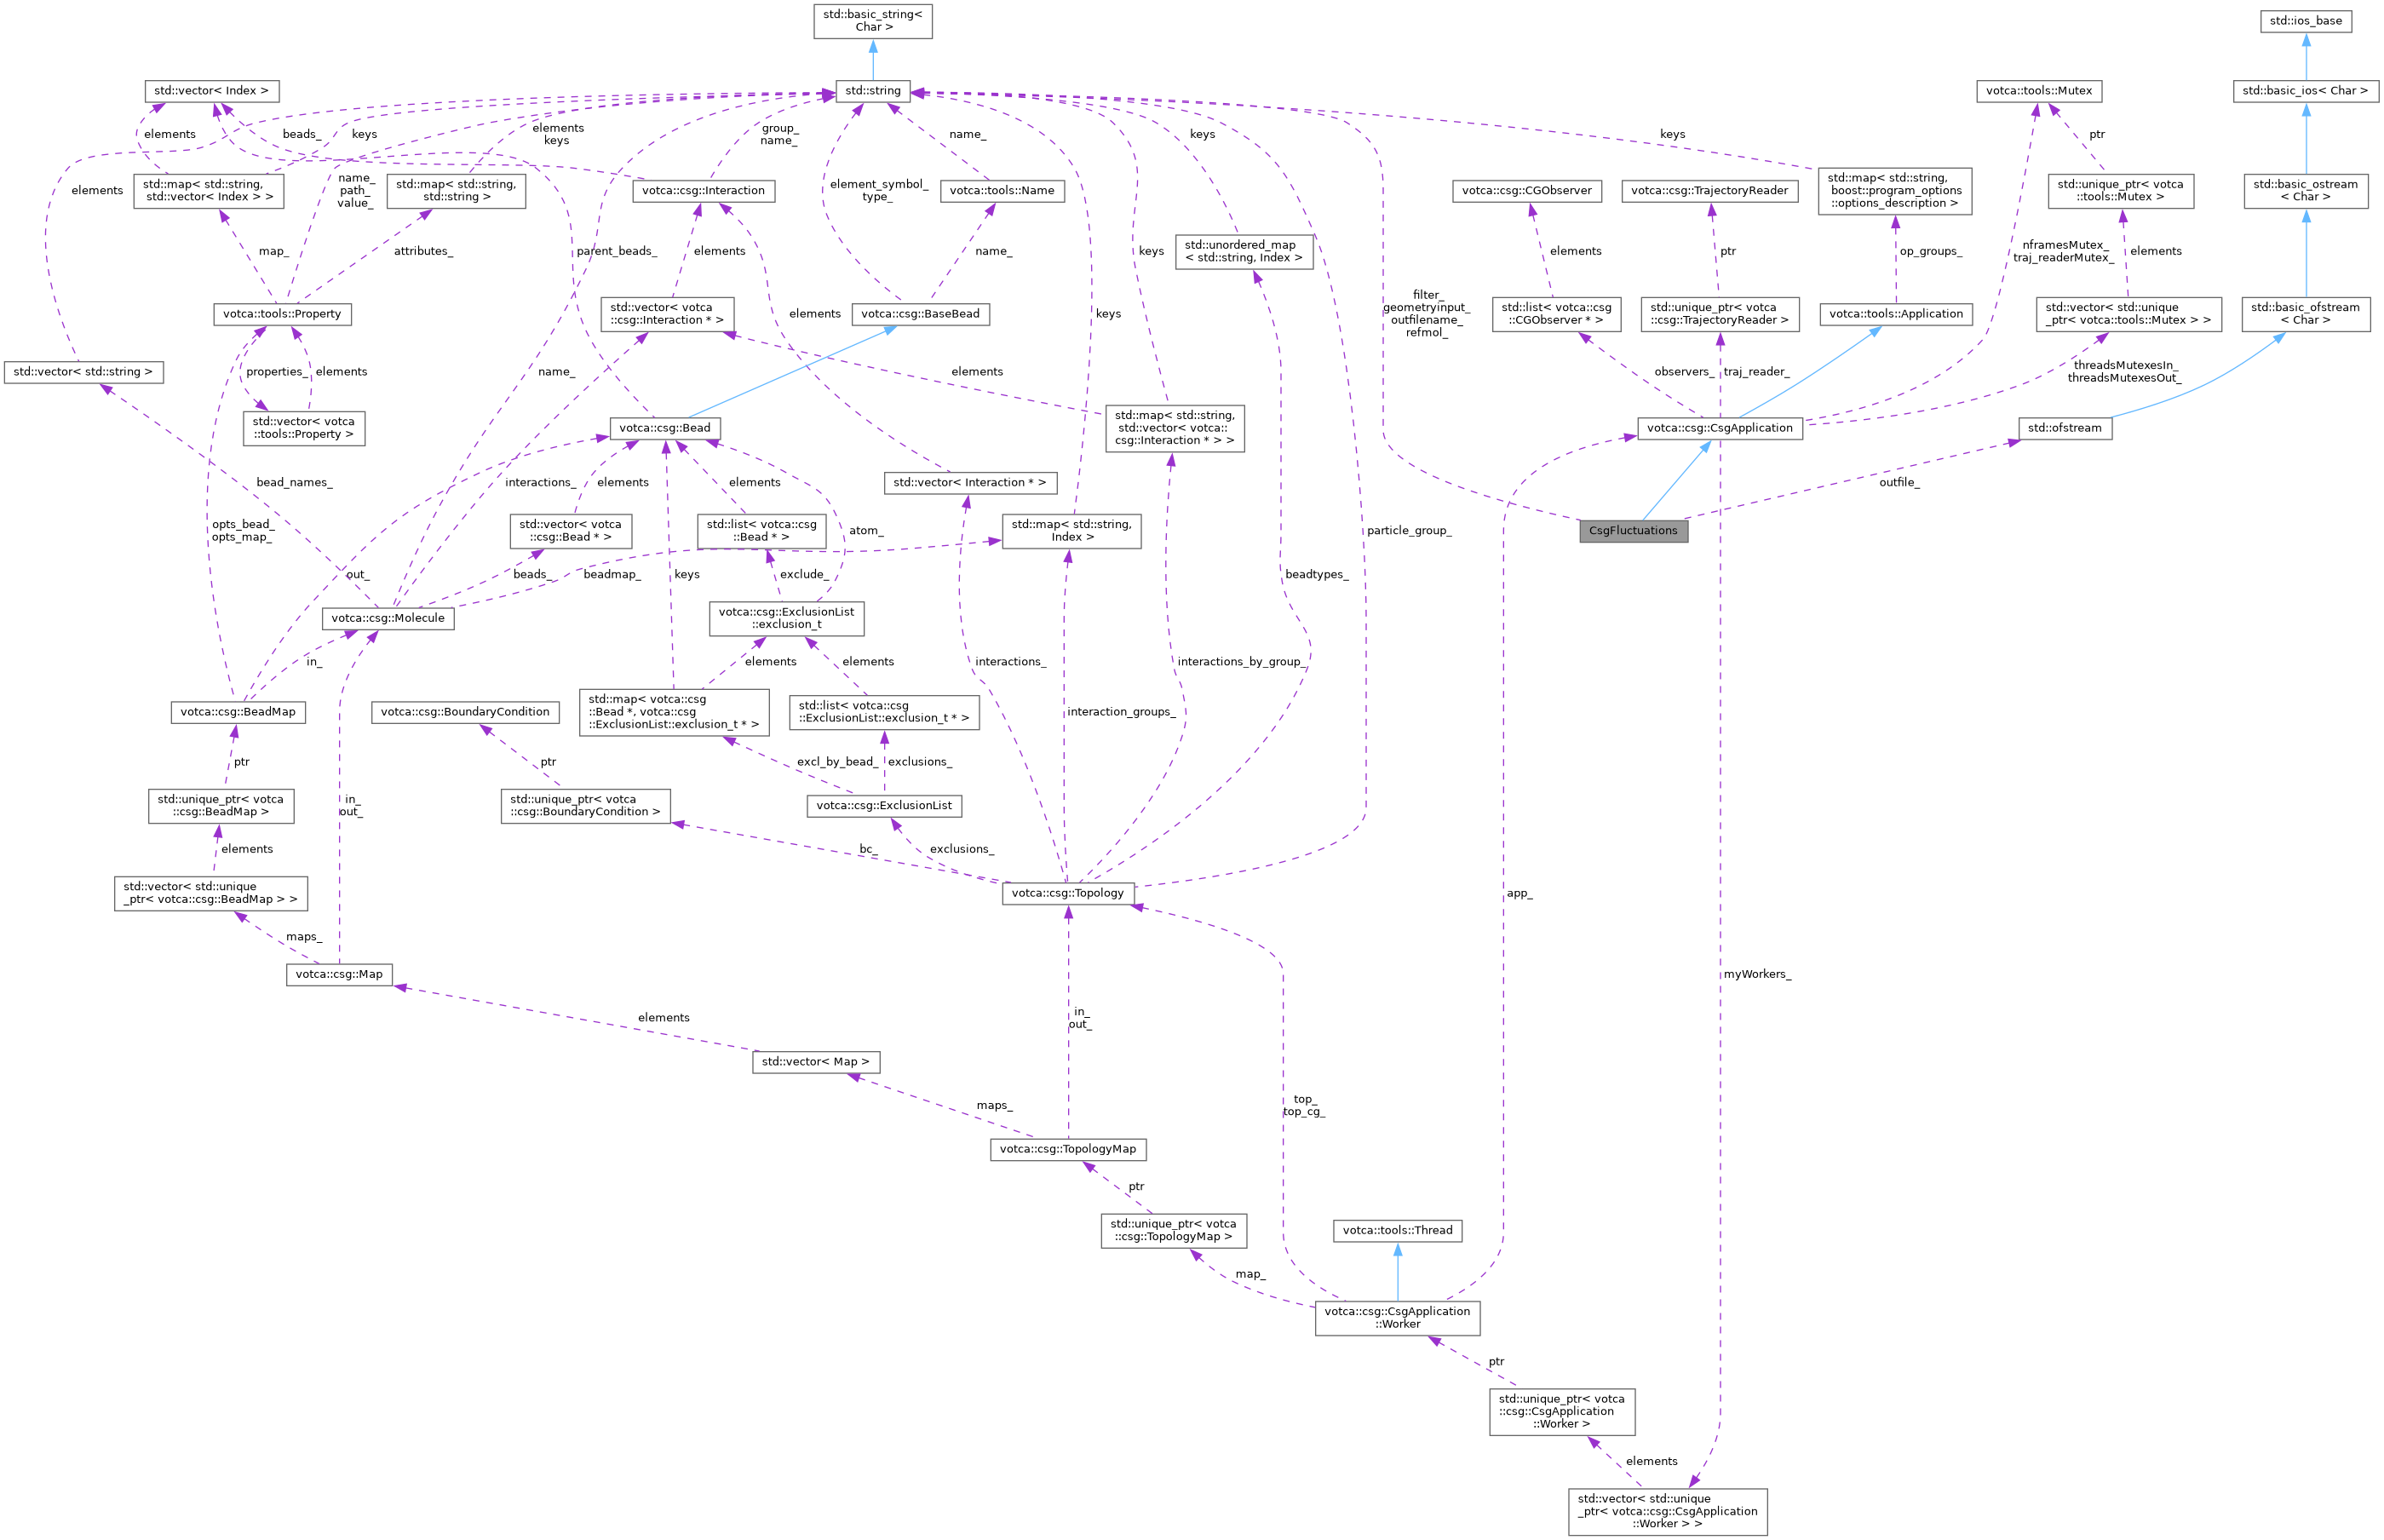 std::basic_string<
Char >
std::ios_base
std::vector< Index >
std::string
votca::tools::Mutex
std::basic_ios< Char >
elements
beads_
keys
elements
keys
group_
name_
name_
keys
keys
ptr
elements
std::map< std::string,
std::vector< Index > >
name_
path_
value_
std::map< std::string,
std::string >
votca::csg::Interaction
element_symbol_
type_
votca::tools::Name
votca::csg::CGObserver
votca::csg::TrajectoryReader
std::map< std::string,
boost::program_options
::options_description >
std::unique_ptr< votca
::tools::Mutex >
std::basic_ostream
< Char >
map_
attributes_
parent_beads_
elements
name_
std::unordered_map
< std::string, Index >
keys
elements
ptr
op_groups_
nframesMutex_
traj_readerMutex_
elements
votca::tools::Property
std::vector< votca
::csg::Interaction * >
elements
votca::csg::BaseBead
keys
filter_
geometryinput_
outfilename_
refmol_
std::list< votca::csg
::CGObserver * >
std::unique_ptr< votca
::csg::TrajectoryReader >
votca::tools::Application
std::vector< std::unique
_ptr< votca::tools::Mutex > >
std::basic_ofstream
< Char >
std::vector< std::string >
properties_
elements
name_
elements
observers_
traj_reader_
threadsMutexesIn_
threadsMutexesOut_
std::vector< votca
::tools::Property >
votca::csg::Bead
std::map< std::string,
std::vector< votca::
csg::Interaction * > >
votca::csg::CsgApplication
std::ofstream
bead_names_
interactions_
elements
elements
std::vector< Interaction * >
outfile_
opts_bead_
opts_map_
std::vector< votca
::csg::Bead * >
std::list< votca::csg
::Bead * >
atom_
std::map< std::string,
Index >
particle_group_
CsgFluctuations
out_
beads_
beadmap_
keys
exclude_
beadtypes_
votca::csg::Molecule
votca::csg::ExclusionList
::exclusion_t
in_
elements
elements
interactions_
interactions_by_group_
votca::csg::BeadMap
votca::csg::BoundaryCondition
std::map< votca::csg
::Bead *, votca::csg
::ExclusionList::exclusion_t * >
std::list< votca::csg
::ExclusionList::exclusion_t * >
interaction_groups_
ptr
ptr
excl_by_bead_
exclusions_
std::unique_ptr< votca
::csg::BeadMap >
in_
out_
std::unique_ptr< votca
::csg::BoundaryCondition >
votca::csg::ExclusionList
elements
bc_
exclusions_
std::vector< std::unique
_ptr< votca::csg::BeadMap > >
votca::csg::Topology
app_
maps_
votca::csg::Map
myWorkers_
elements
in_
out_
std::vector< Map >
maps_
top_
top_cg_
votca::csg::TopologyMap
ptr
std::unique_ptr< votca
::csg::TopologyMap >
votca::tools::Thread
map_
votca::csg::CsgApplication
::Worker
ptr
std::unique_ptr< votca
::csg::CsgApplication
::Worker >
elements
std::vector< std::unique
_ptr< votca::csg::CsgApplication
::Worker > >